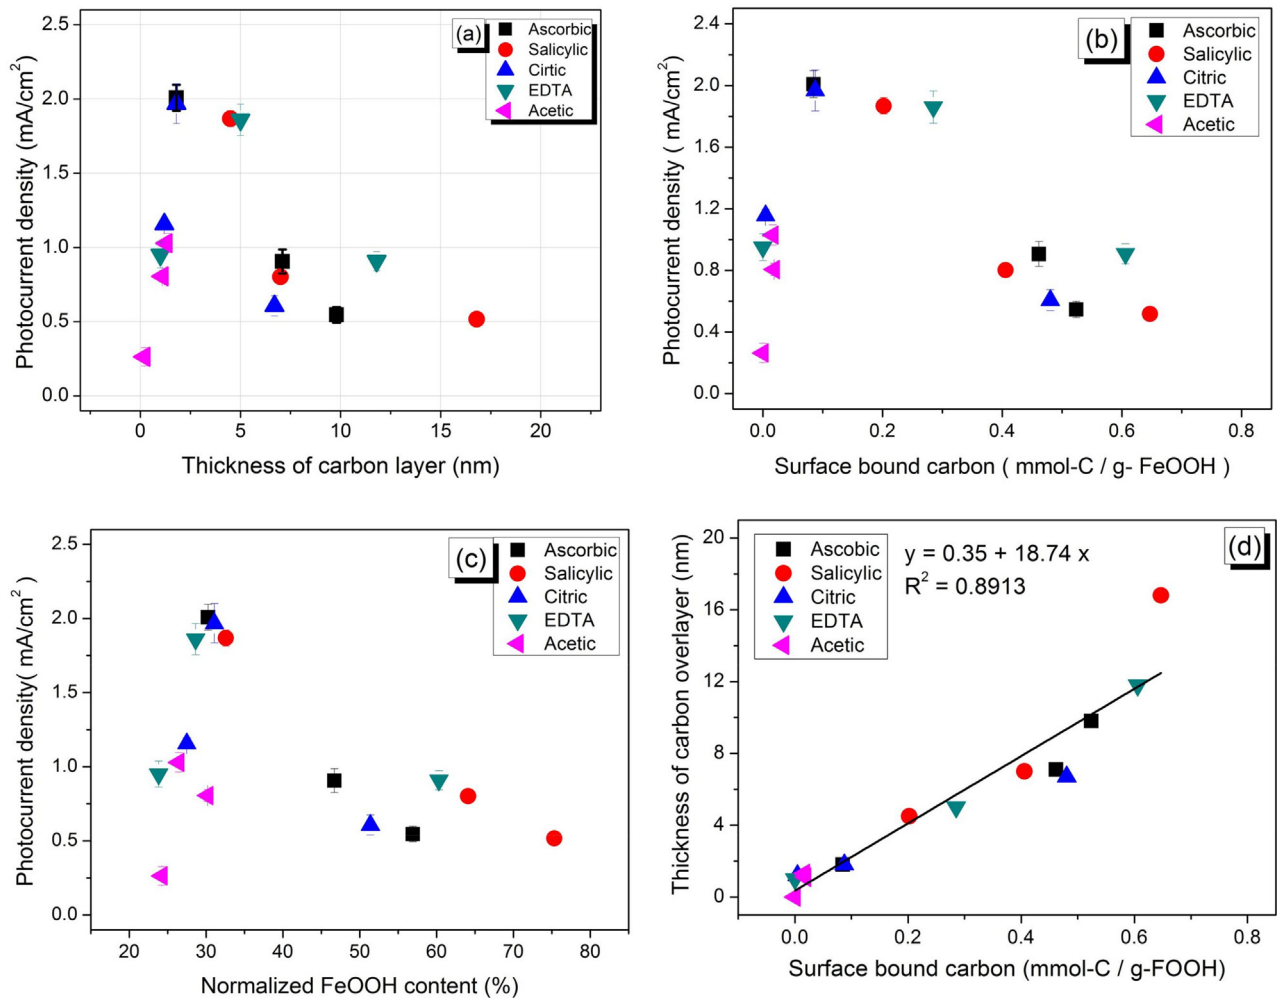 (a)
Ascorbic
Salicylic
Cirtic
EDTA
Acetic
Photocurrent density (mA/cm²)
2.5
2.0
1.5
1.0
0.5
0.0
0 5 10 15 20
Thickness of carbon layer (nm)
(b)
Ascorbic
Salicylic
Citric
EDTA
Acetic
Photocurrent density ( mA/cm²)
2.4
2.0
1.6
1.2
0.8
0.4
0.0
0.0 0.2 0.4 0.6 0.8
Surface bound carbon ( mmol-C / g- FeOOH )
(c)
Ascorbic
Salicylic
Citric
EDTA
Acetic
Photocurrent density( mA/cm²)
2.5
2.0
1.5
1.0
0.5
0.0
20 30 40 50 60 70 80
Normalized FeOOH content (%)
(d)
Ascobic
Salicylic
Citric
EDTA
Acetic
y = 0.35 + 18.74 x
R² = 0.8913
Thickness of carbon overlayer (nm)
20
16
12
8
4
0
0.0 0.2 0.4 0.6 0.8
Surface bound carbon (mmol-C / g-FOOH)